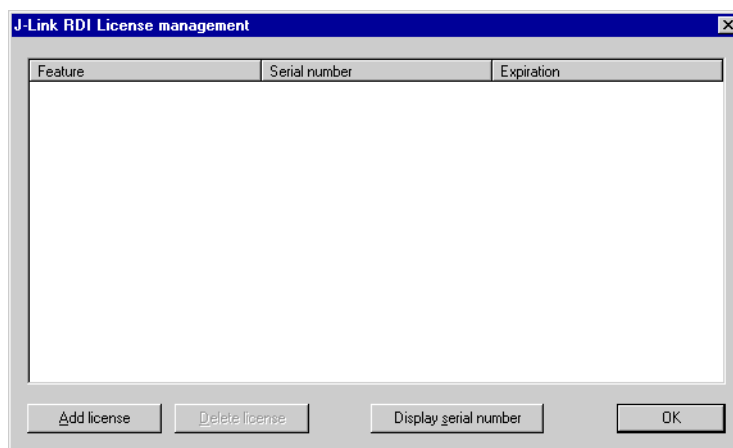 J-Link RDI License management
Feature Serial number Expiration
Add license Delete license Display serial number OK